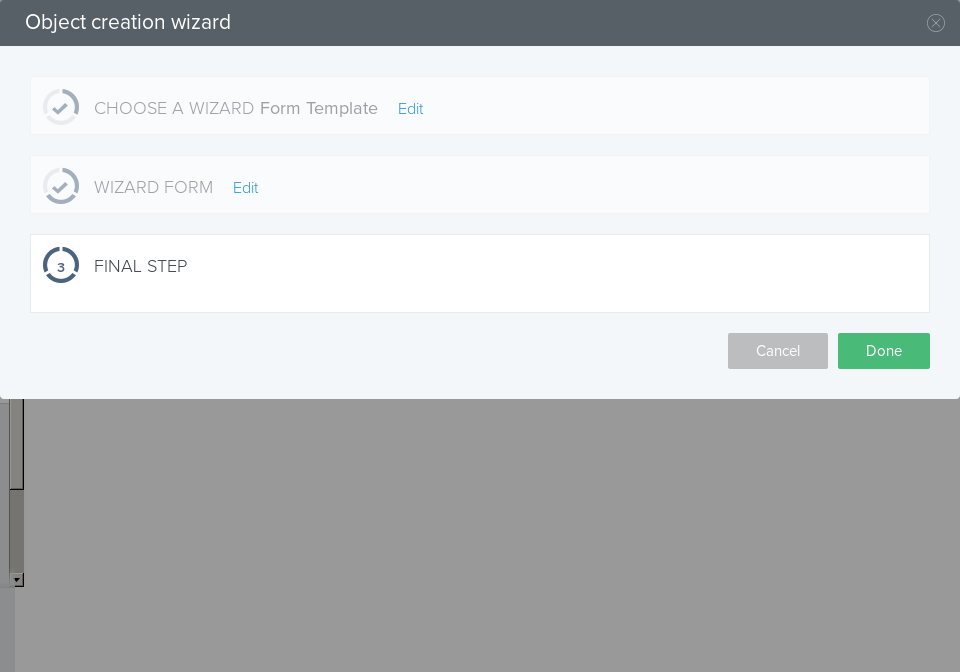 Object creation wizard
CHOOSE A WIZARD Form Template Edit
WIZARD FORM Edit
3 FINAL STEP
Cancel Done